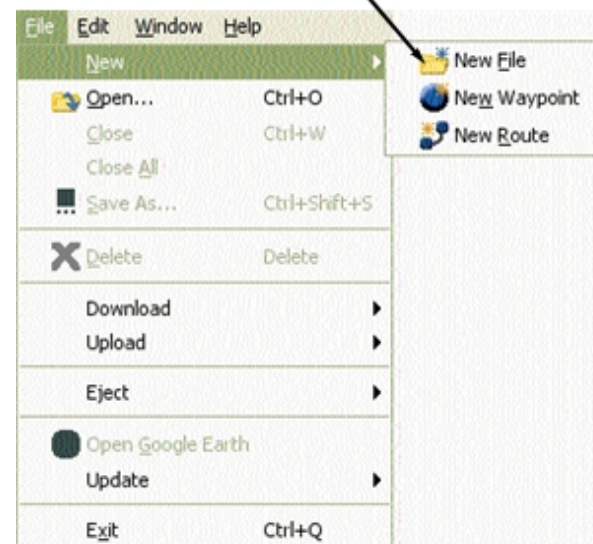 File Edit Window Help
New
New File
Open... Ctrl+O
New Waypoint
Close Ctrl+W
New Route
Close All
Save As... Ctrl+Shift+S
Delete Delete
Download
Upload
Eject
Open Google Earth
Update
Exit Ctrl+Q